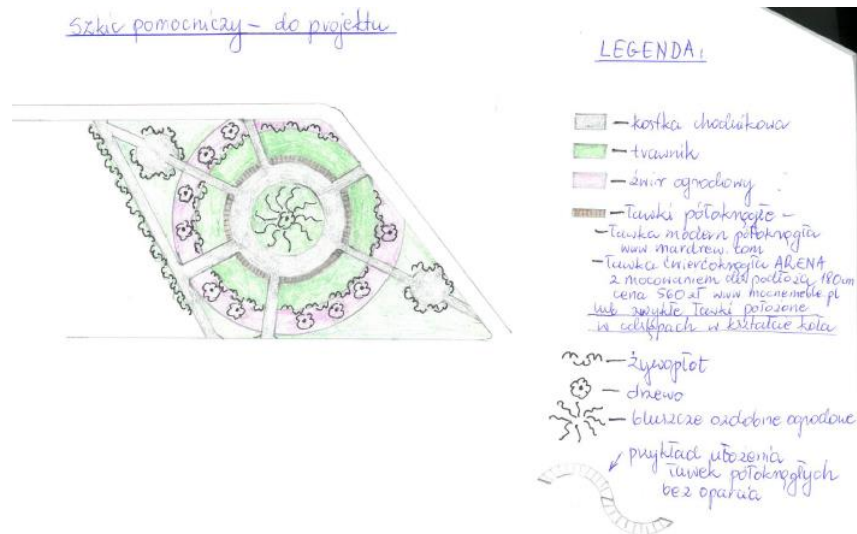 Szkic pomocniczy - do projektu
LEGENDA:
- kostka chodnikowa
- trawnik
- żwir ogrodowy
- ławki półokrągłe -
- ławka modern półokrągła
www.mardrew.com
- ławka ćwierćokrągła ARENA
z mocowaniem do podłoża 180cm
cena 560 zł www.mocnemeble.pl
lub zwykłe ławki położone
w odstępach w kształcie koła
- żywopłot
- drzewo
- bluszcze ozdobne ogrodowe
przykład ułożenia
ławek półokrągłych
bez oparcia